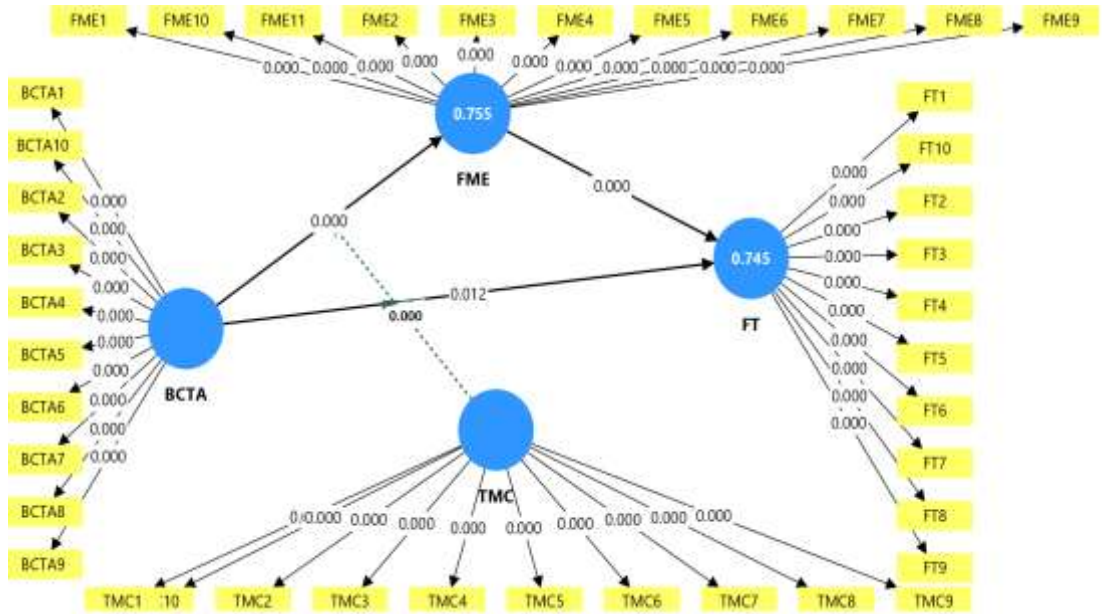 FME1 FME10 FME11 FME2 FME3 FME4 FME5 FME6 FME7 FME8 FME9
0.000 0.000 0.000 0.000 0.000 0.000 0.000 0.000 0.000 0.000 0.000
BCTA1
BCTA10
BCTA2
BCTA3
BCTA4
BCTA5
BCTA6
BCTA7
BCTA8
BCTA9
0.000
0.000
0.000
0.000
0.000
0.000
0.000
0.000
0.000
0.000
BCTA
0.755
FME
0.000
0.000
0.012
0.000
0.745
FT
0.000
0.000
0.000
0.000
0.000
0.000
0.000
0.000
0.000
0.000
FT1
FT10
FT2
FT3
FT4
FT5
FT6
FT7
FT8
FT9
TMC
0.000 0.000 0.000 0.000 0.000 0.000 0.000 0.000 0.000
TMC1 :10 TMC2 TMC3 TMC4 TMC5 TMC6 TMC7 TMC8 TMC9